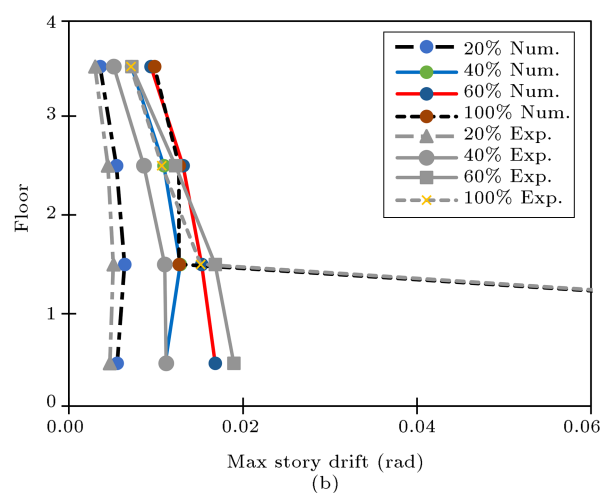 4
3
2
1
0
Floor
20% Num.
40% Num.
60% Num.
100% Num.
20% Exp.
40% Exp.
60% Exp.
100% Exp.
0.00 0.02 0.04 0.06
Max story drift (rad)
(b)